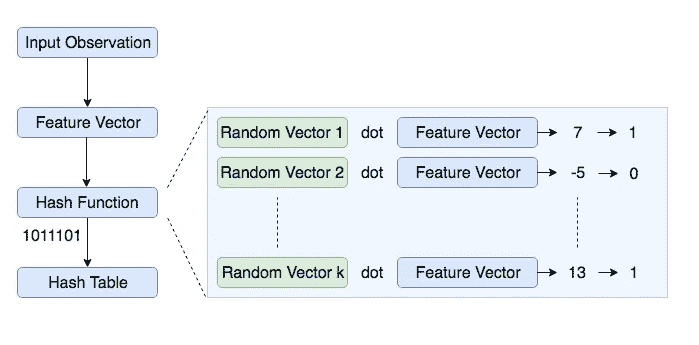 Input Observation
Feature Vector
Hash Function
1011101
Hash Table
Random Vector 1 dot Feature Vector 7 1
Random Vector 2 dot Feature Vector -5 0
Random Vector k dot Feature Vector 13 1